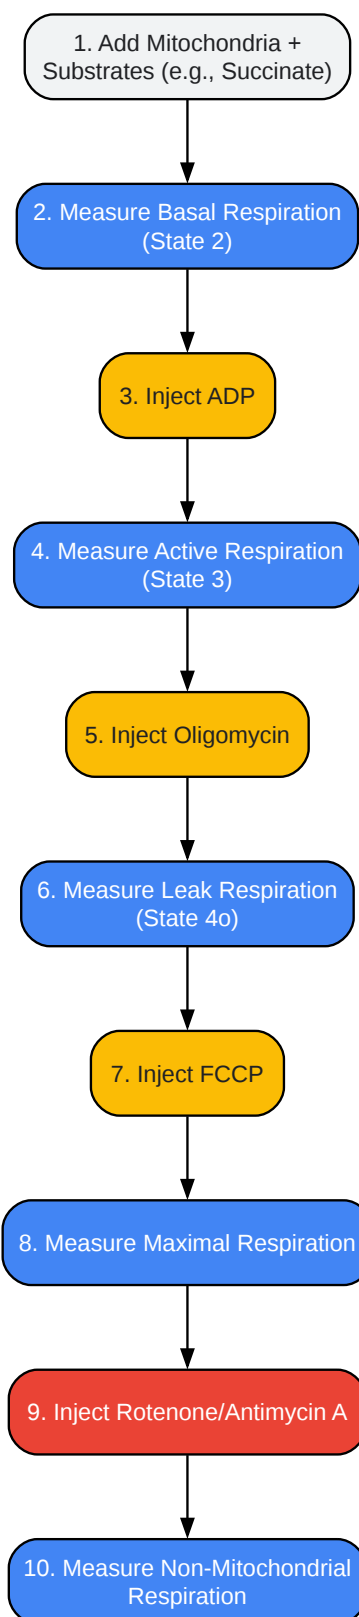 1. Add Mitochondria +
Substrates (e.g., Succinate)
2. Measure Basal Respiration
(State 2)
3. Inject ADP
4. Measure Active Respiration
(State 3)
5. Inject Oligomycin
6. Measure Leak Respiration
(State 4o)
7. Inject FCCP
8. Measure Maximal Respiration
9. Inject Rotenone/Antimycin A
10. Measure Non-Mitochondrial
Respiration